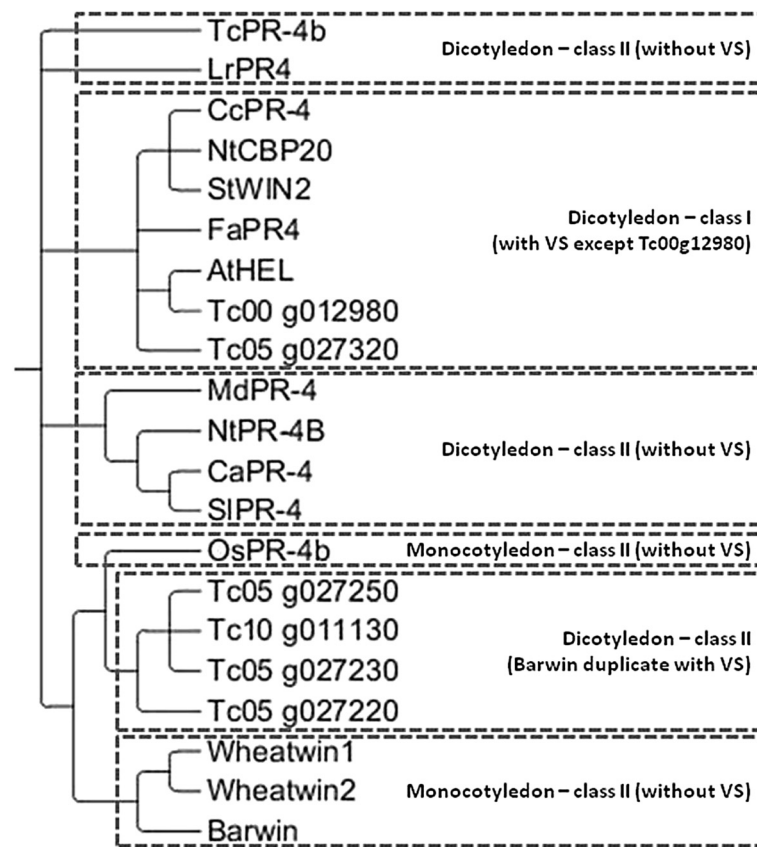 TcPR-4b
Dicotyledon – class II (without VS)
LrPR4
CcPR-4
NtCBP20
StWIN2
Dicotyledon – class I
(with VS except Tc00g12980)
FaPR4
AtHEL
Tc00 g012980
Tc05 g027320
MdPR-4
NtPR-4B
Dicotyledon – class II (without VS)
CaPR-4
SlPR-4
OsPR-4b
Monocotyledon – class II (without VS)
Tc05 g027250
Tc10 g011130
Dicotyledon – class II
(Barwin duplicate with VS)
Tc05 g027230
Tc05 g027220
Wheatwin1
Wheatwin2
Monocotyledon – class II (without VS)
Barwin